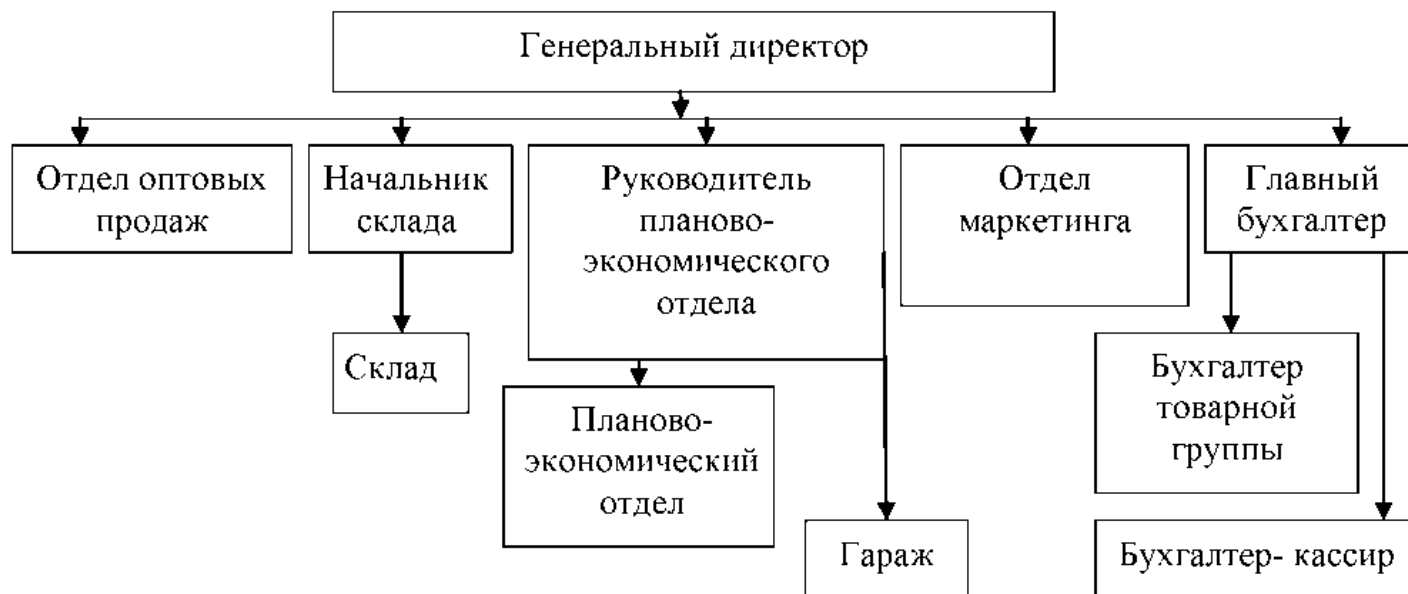 Генеральный директор
Отдел оптовых
продаж
Начальник
склада
Руководитель
планово-
экономического
отдела
Отдел
маркетинга
Главный
бухгалтер
Склад
Планово-
экономический
отдел
Гараж
Бухгалтер
товарной
группы
Бухгалтер- кассир